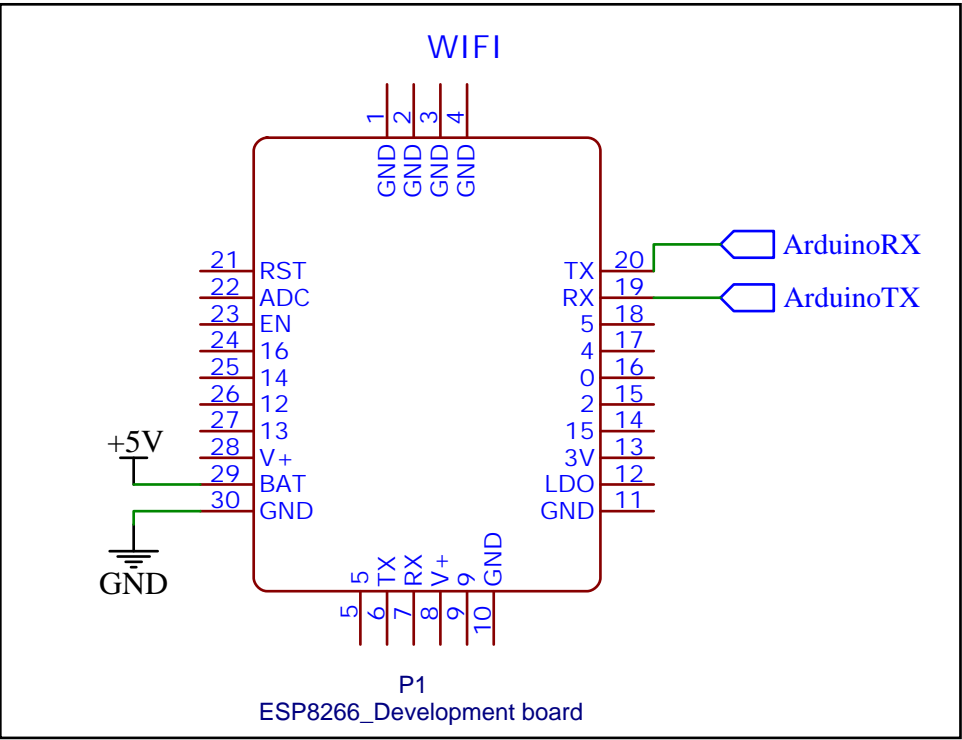 WIFI
1 2 3 4
GND GND GND GND
21 RST TX 20 ArduinoRX
22 ADC RX 19 ArduinoTX
23 EN 5 18
24 16 4 17
25 14 0 16
26 12 2 15
27 13 15 14
+5V 28 V+ 3V 13
29 BAT LDO 12
30 GND GND 11
GND
5 TX RX V+ 9 GND
5 6 7 8 9 10
P1
ESP8266_Development board